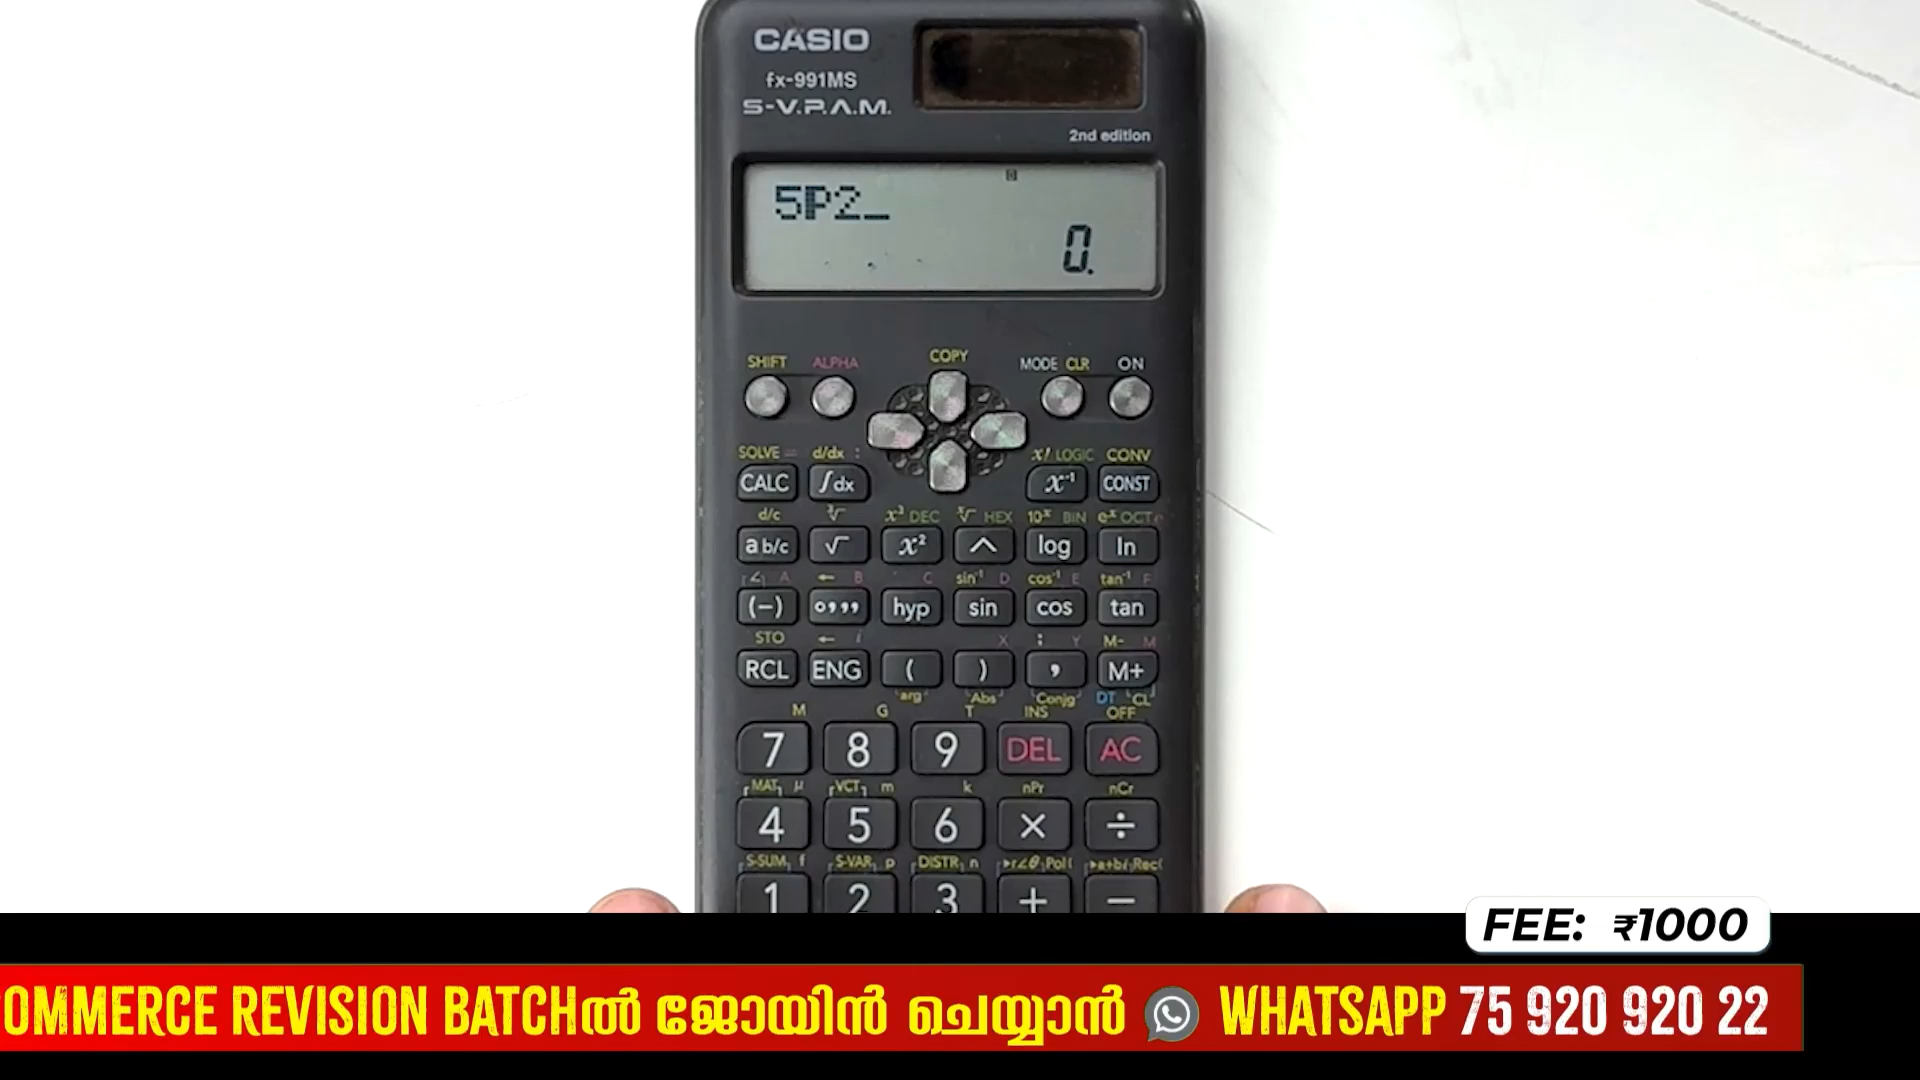 CASIO
fx-991MS
S-V.P.A.M.
2nd edition
5P2_
0.
SHIFT ALPHA COPY MODE CLR ON
SOLVE = d/dx : x! LOGIC CONV
CALC ∫dx x⁻¹ CONST
d/c ³√ x³ DEC ˣ√ HEX 10ˣ BIN eˣ OCT e
a b/c √ x² ^ log ln
∠ A ← B C sin⁻¹ D cos⁻¹ E tan⁻¹ F
(−) °,,, hyp sin cos tan
STO ← i X ; Y M- M
RCL ENG ( ) , M+
arg Abs Conjg DT CL
M G T INS OFF
7 8 9 DEL AC
MAT μ VCT m k nPr nCr
4 5 6 × ÷
S-SUM f S-VAR p DISTR n ▸r∠θ Pol( ▸a+bi Rec(
1 2 3 + −
FEE: ₹1000
OMMERCE REVISION BATCHൽ ജോയിൻ ചെയ്യാൻ WHATSAPP 75 920 920 22